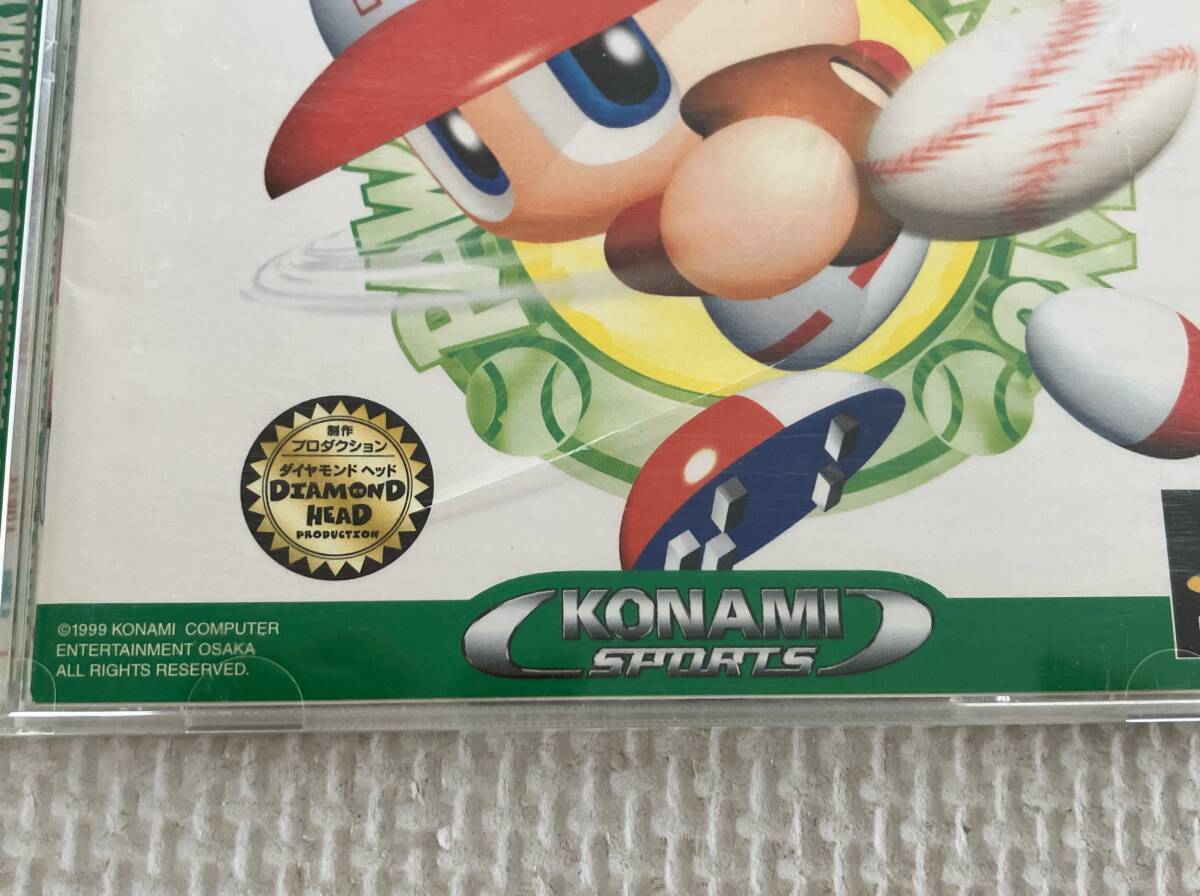 制作
プロダクション
ダイヤモンド ヘッド
DIAMOND
HEAD
PRODUCTION
KONAMI
SPORTS
©1999 KONAMI COMPUTER
ENTERTAINMENT OSAKA
ALL RIGHTS RESERVED.